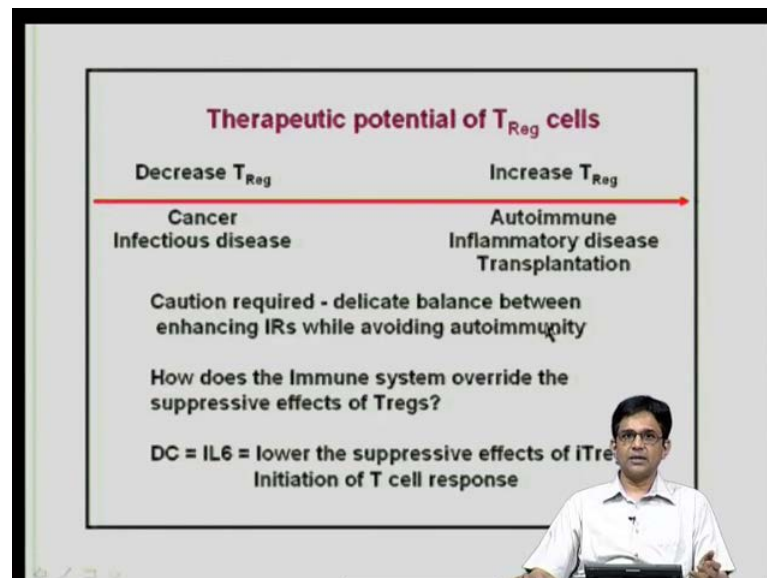 Therapeutic potential of TReg cells
Decrease TReg Increase TReg
Cancer Autoimmune
Infectious disease Inflammatory disease
Transplantation
Caution required - delicate balance between
enhancing IRs while avoiding autoimmunity
How does the Immune system override the
suppressive effects of Tregs?
DC = IL6 = lower the suppressive effects of iTre
Initiation of T cell response